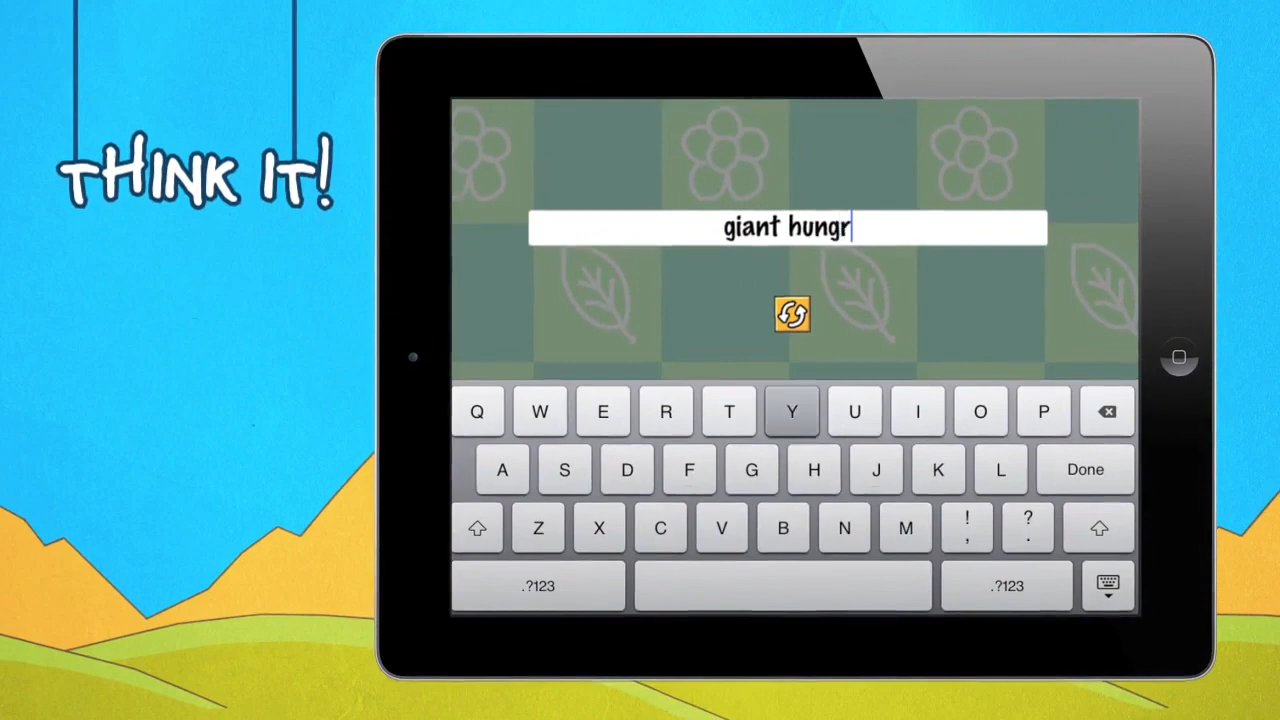 THINK IT!
giant hungr
Q W E R T Y U I O P
A S D F G H J K L Done
Z X C V B N M ! , ? .
.?123 .?123